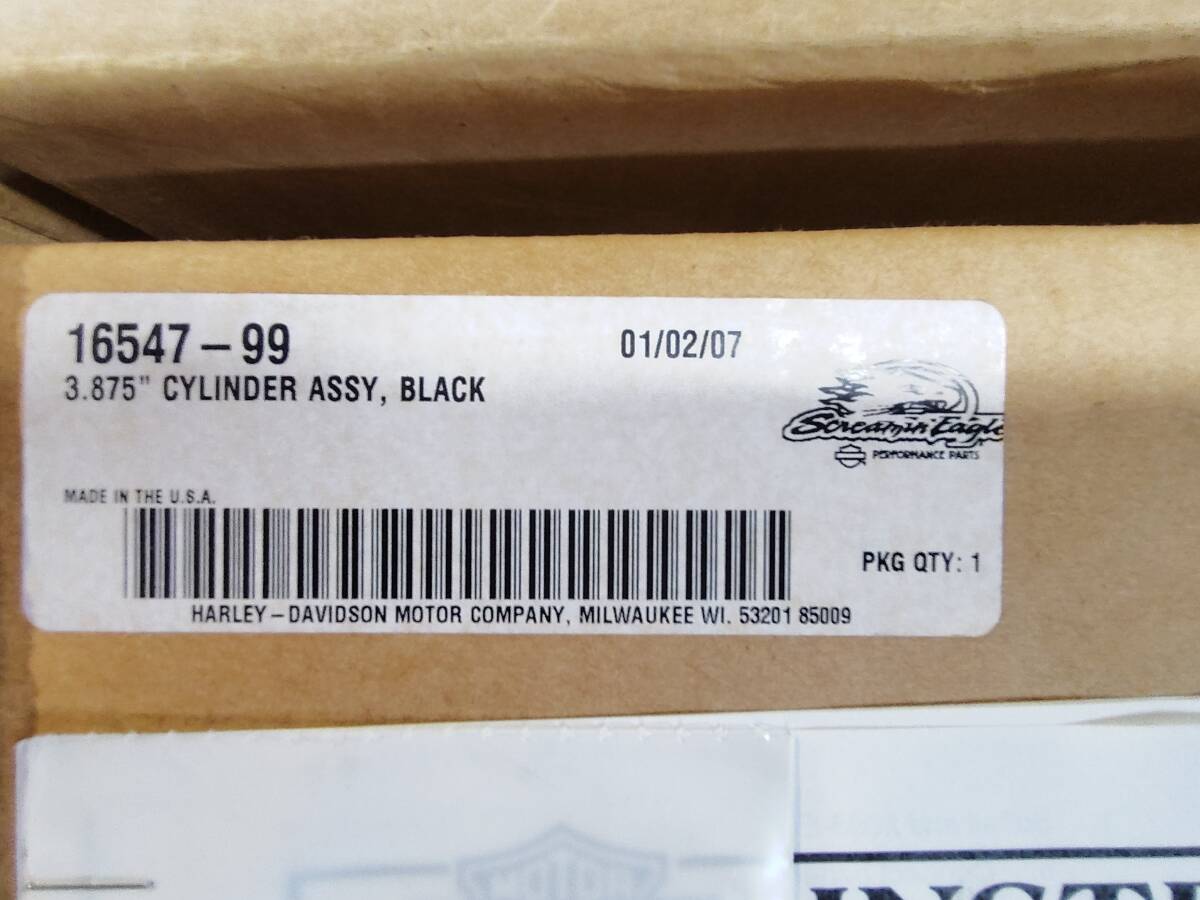 16547-99 01/02/07
3.875" CYLINDER ASSY, BLACK
Screamin' Eagle
PERFORMANCE PARTS
MADE IN THE U.S.A.
PKG QTY: 1
HARLEY-DAVIDSON MOTOR COMPANY, MILWAUKEE WI. 53201 85009
MOTOR